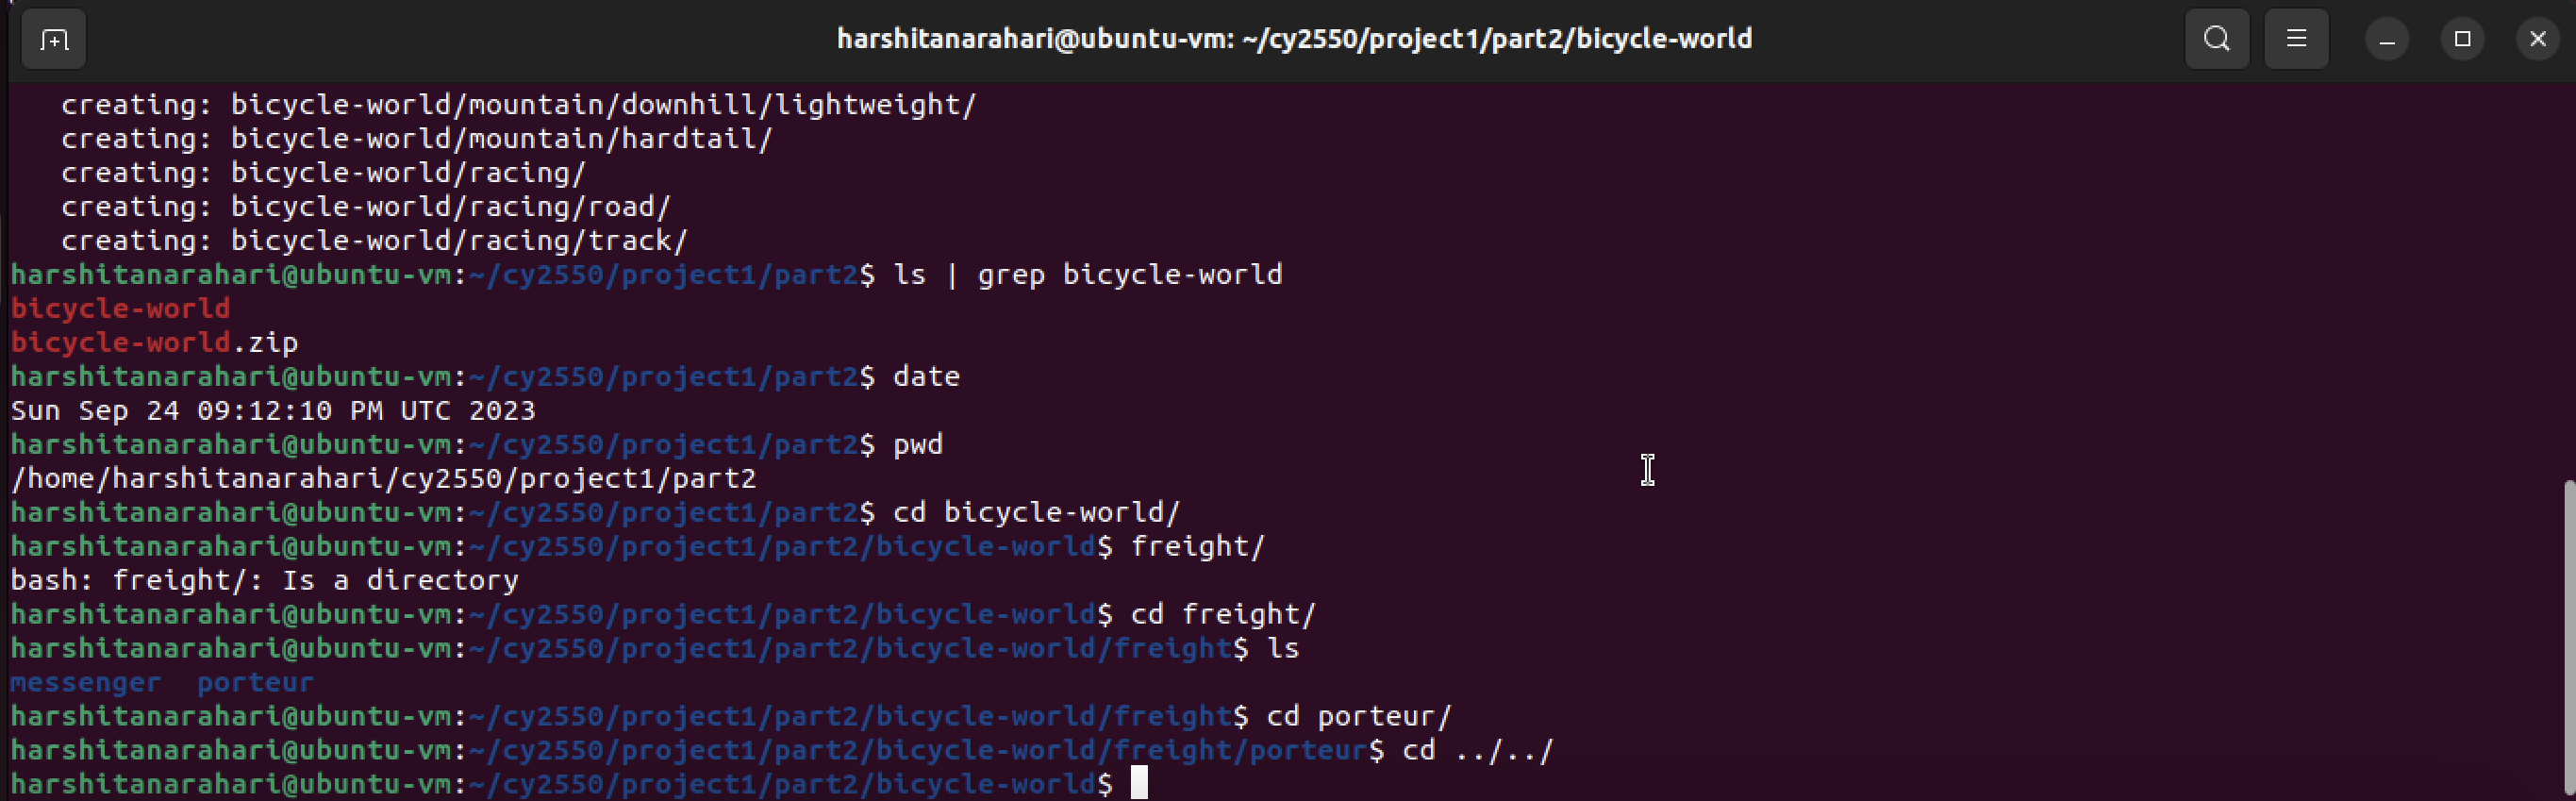 harshitanarahari@ubuntu-vm: ~/cy2550/project1/part2/bicycle-world
creating: bicycle-world/mountain/downhill/lightweight/
creating: bicycle-world/mountain/hardtail/
creating: bicycle-world/racing/
creating: bicycle-world/racing/road/
creating: bicycle-world/racing/track/
harshitanarahari@ubuntu-vm:~/cy2550/project1/part2$ ls | grep bicycle-world
bicycle-world
bicycle-world.zip
harshitanarahari@ubuntu-vm:~/cy2550/project1/part2$ date
Sun Sep 24 09:12:10 PM UTC 2023
harshitanarahari@ubuntu-vm:~/cy2550/project1/part2$ pwd
/home/harshitanarahari/cy2550/project1/part2
harshitanarahari@ubuntu-vm:~/cy2550/project1/part2$ cd bicycle-world/
harshitanarahari@ubuntu-vm:~/cy2550/project1/part2/bicycle-world$ freight/
bash: freight/: Is a directory
harshitanarahari@ubuntu-vm:~/cy2550/project1/part2/bicycle-world$ cd freight/
harshitanarahari@ubuntu-vm:~/cy2550/project1/part2/bicycle-world/freight$ ls
messenger  porteur
harshitanarahari@ubuntu-vm:~/cy2550/project1/part2/bicycle-world/freight$ cd porteur/
harshitanarahari@ubuntu-vm:~/cy2550/project1/part2/bicycle-world/freight/porteur$ cd ../../
harshitanarahari@ubuntu-vm:~/cy2550/project1/part2/bicycle-world$